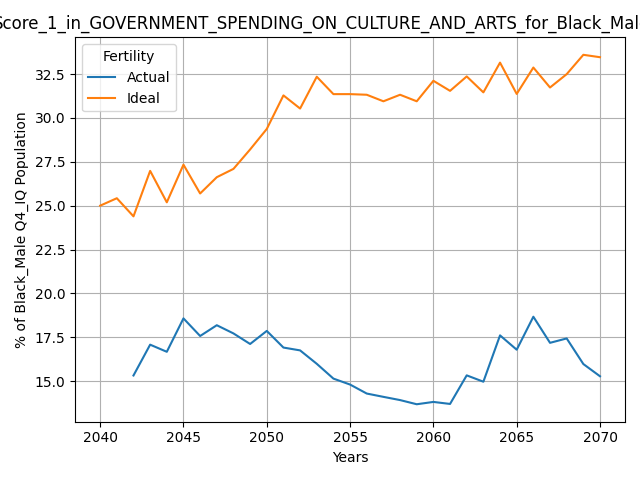 Score_1_in_GOVERNMENT_SPENDING_ON_CULTURE_AND_ARTS_for_Black_Mal
Fertility
Actual
Ideal
32.5
30.0
27.5
25.0
22.5
20.0
17.5
15.0
% of Black_Male Q4_IQ Population
2040 2045 2050 2055 2060 2065 2070
Years